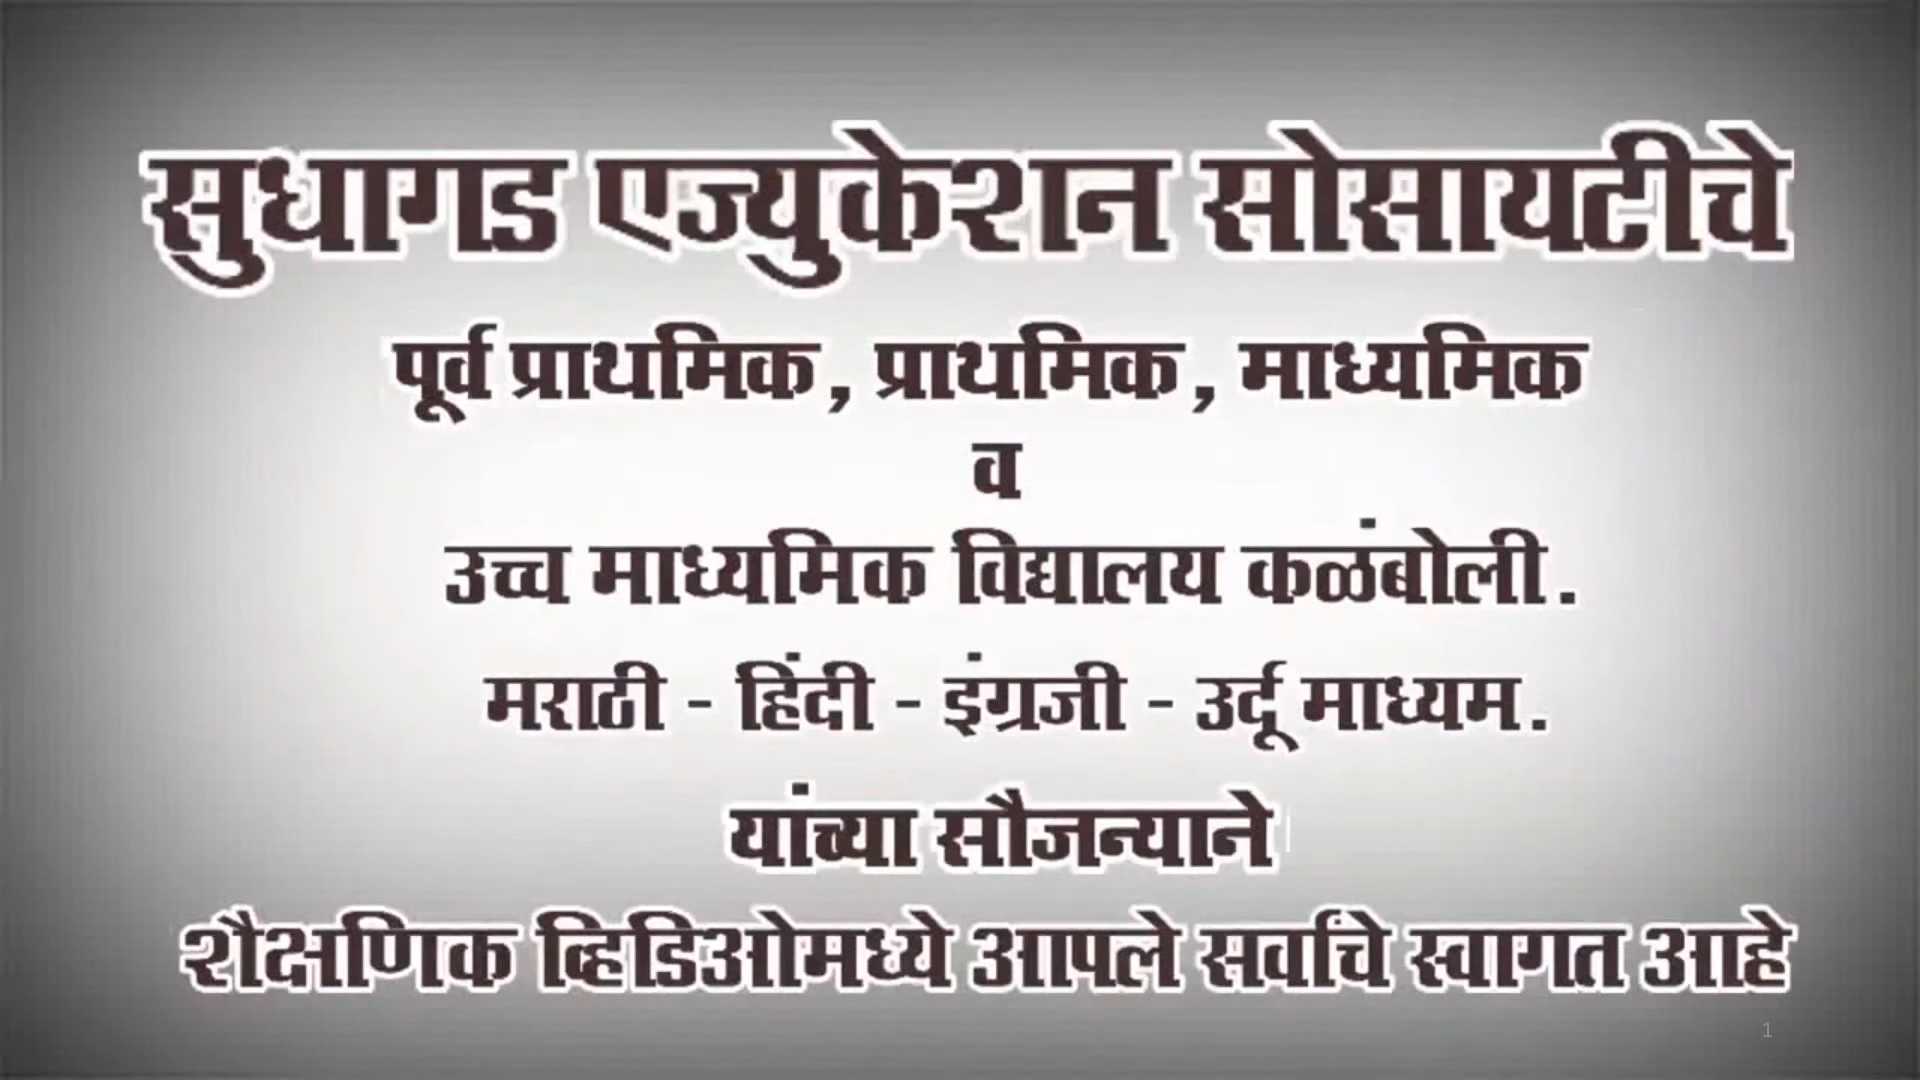 सुधागड एज्युकेशन सोसायटीचे
पूर्व प्राथमिक, प्राथमिक, माध्यमिक
व
उच्च माध्यमिक विद्यालय कळंबोली.
मराठी - हिंदी - इंग्रजी - उर्दू माध्यम.
यांच्या सौजन्याने
शैक्षणिक व्हिडिओमध्ये आपले सर्वांचे स्वागत आहे
1